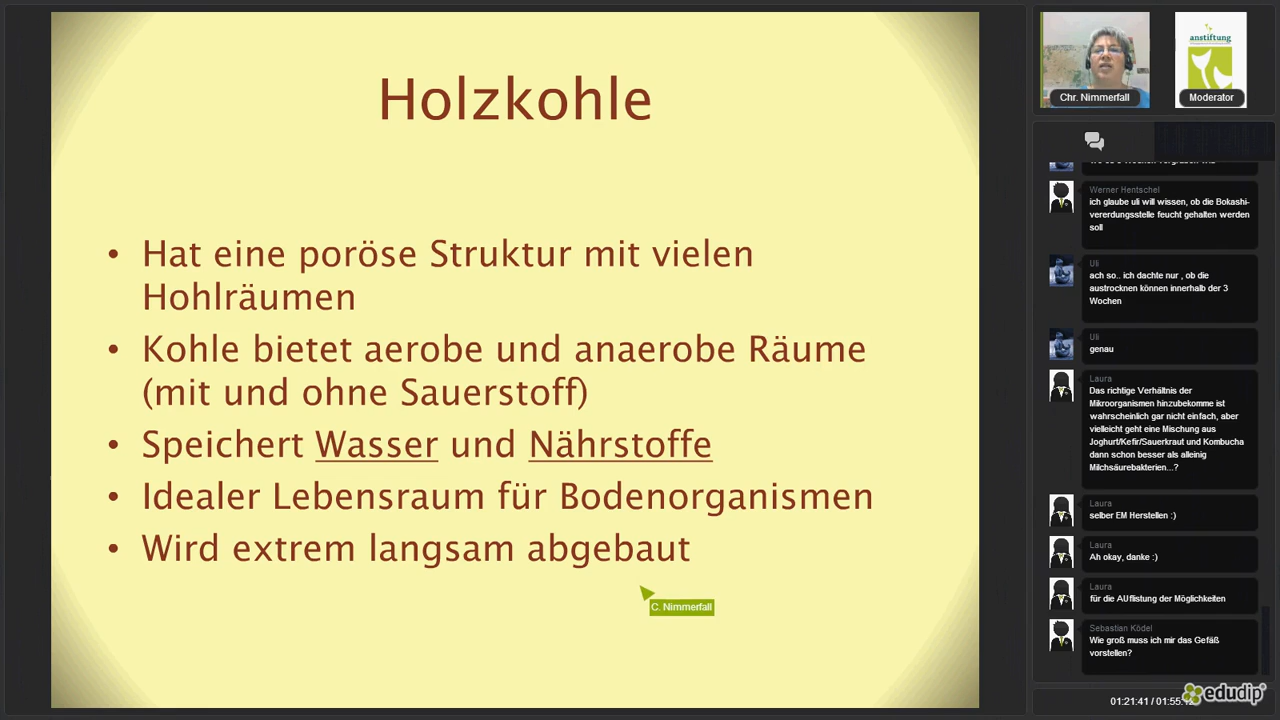 Holzkohle
• Hat eine poröse Struktur mit vielen
Hohlräumen
• Kohle bietet aerobe und anaerobe Räume
(mit und ohne Sauerstoff)
• Speichert Wasser und Nährstoffe
• Idealer Lebensraum für Bodenorganismen
• Wird extrem langsam abgebaut
C. Nimmerfall
Chr. Nimmerfall
anstiftung
Moderator
Werner Hentschel
ich glaube uli will wissen, ob die Bokashi-
vererdungsstelle feucht gehalten werden
soll
Uli
ach so.. ich dachte nur , ob die
austrocknen können innerhalb der 3
Wochen
Uli
genau
Laura
Das richtige Verhältnis der
Mikroorganismen hinzubekomme ist
wahrscheinlich gar nicht einfach, aber
vielleicht geht eine Mischung aus
Joghurt/Kefir/Sauerkraut und Kombucha
dann schon besser als alleinig
Milchsäurebakterien...?
Laura
selber EM Herstellen :)
Laura
Ah okay, danke :)
Laura
für die AUflistung der Möglichkeiten
Sebastian Ködel
Wie groß muss ich mir das Gefäß
vorstellen?
01:21:41 / 01:55:
edudip